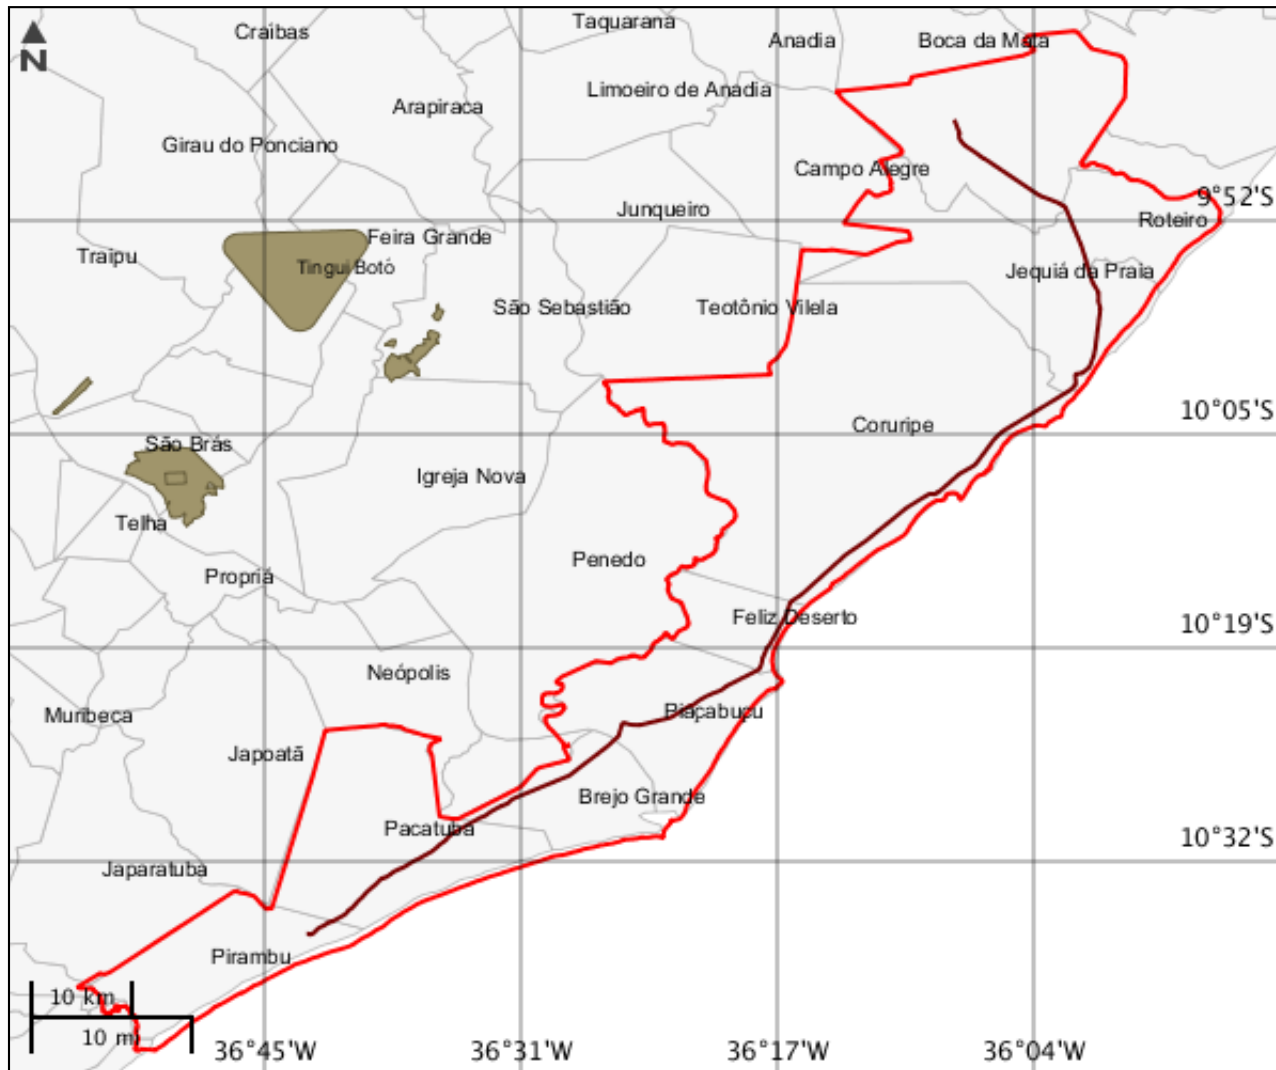 Taquarana
Craibas
Anadia
Boca da Mata
N
Limoeiro de Anadia
Arapiraca
Girau do Ponciano
Campo Alegre
9°52'S
Junqueiro
Roteiro
Feira Grande
Traipu
Tingui Botó
Jequiá da Praia
São Sebastião
Teotônio Vilela
10°05'S
Coruripe
São Brás
Igreja Nova
Telha
Penedo
Propriá
Feliz Deserto
10°19'S
Neópolis
Muribeca
Piaçabuçu
Japoatã
Brejo Grande
Pacatuba
10°32'S
Japaratuba
Pirambu
10 km
10 m
36°45'W
36°31'W
36°17'W
36°04'W